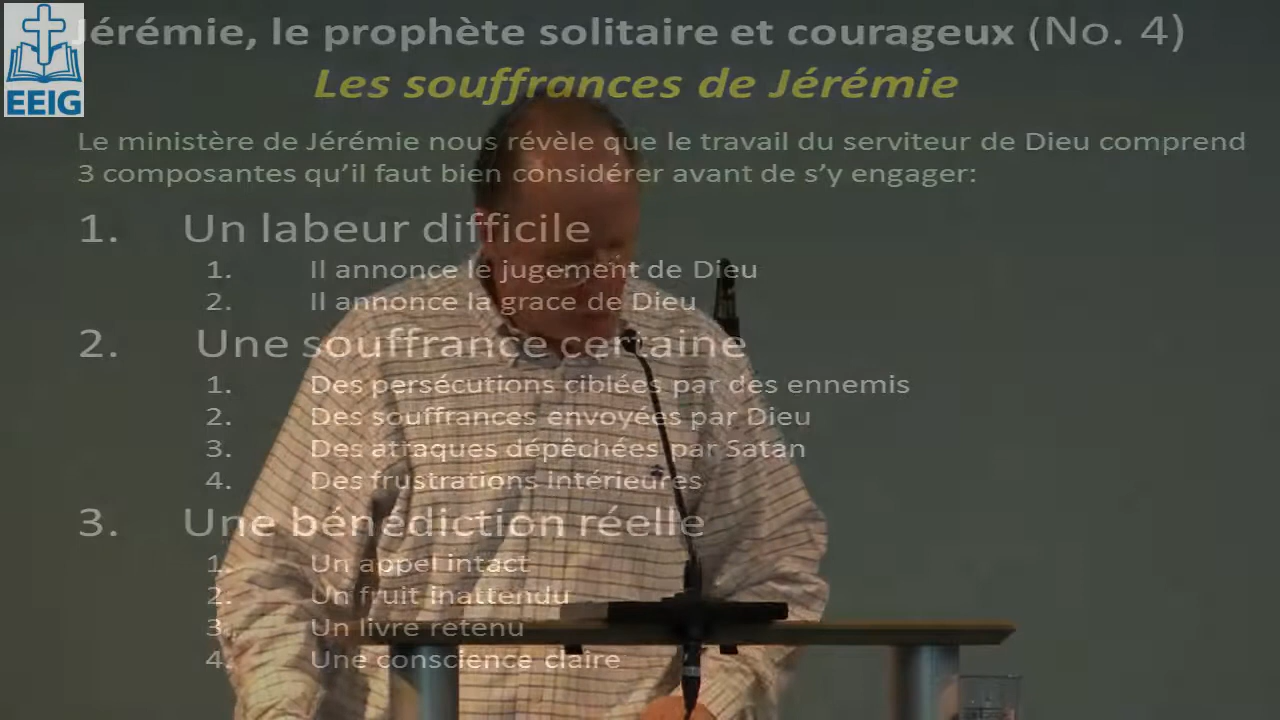 EEIG
Jérémie, le prophète solitaire et courageux (No. 4)
Les souffrances de Jérémie
Le ministère de Jérémie nous révèle que le travail du serviteur de Dieu comprend
3 composantes qu’il faut bien considérer avant de s’y engager:
1. Un labeur difficile
1. Il annonce le jugement de Dieu
2. Il annonce la grace de Dieu
2. Une souffrance certaine
1. Des persécutions ciblées par des ennemis
2. Des souffrances envoyées par Dieu
3. Des attaques dépêchées par Satan
4. Des frustrations intérieures
3. Une bénédiction réelle
1. Un appel intact
2. Un fruit inattendu
3. Un livre retenu
4. Une conscience claire